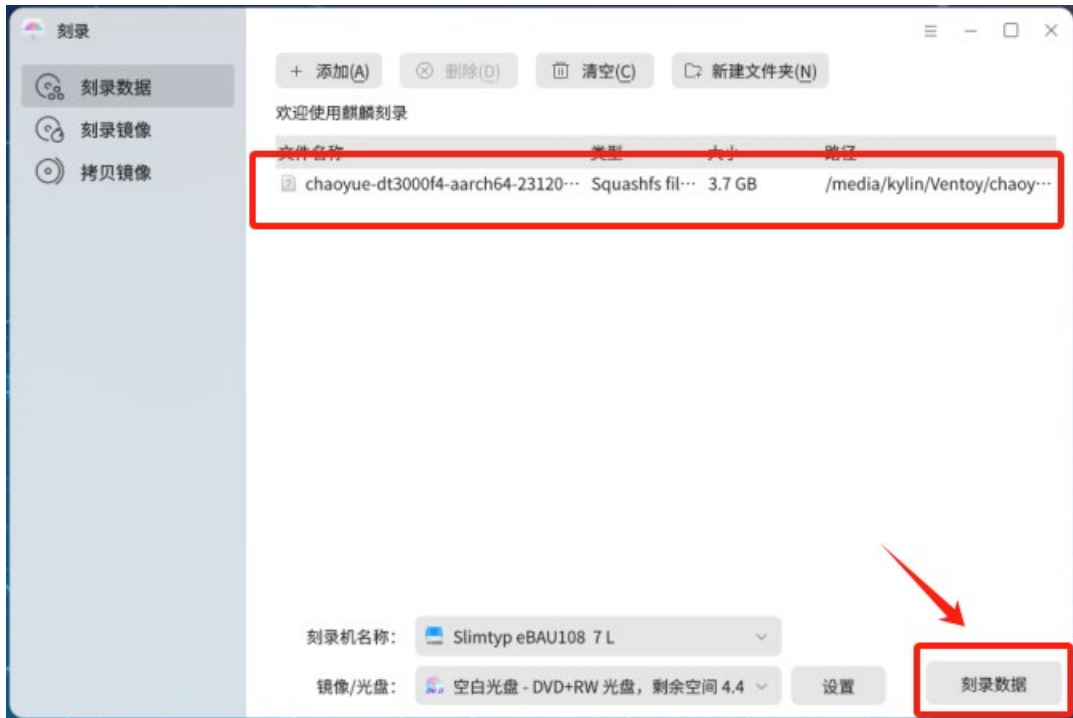 刻录
刻录数据
刻录镜像
拷贝镜像
+ 添加(A) 删除(D) 清空(C) 新建文件夹(N)
欢迎使用麒麟刻录
文件名称 类型 大小 路径
chaoyue-dt3000f4-aarch64-23120··· Squashfs fil··· 3.7 GB /media/kylin/Ventoy/chaoy···
刻录机名称： Slimtyp eBAU108 7 L
镜像/光盘： 空白光盘 - DVD+RW 光盘，剩余空间 4.4 设置 刻录数据